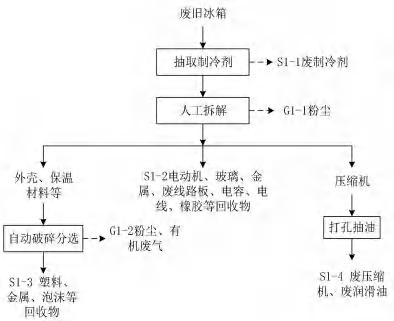 废旧冰箱
抽取制冷剂
S1-1废制冷剂
人工拆解
G1-1粉尘
外壳、保温
材料等
S1-2电动机、玻璃、金
属、废线路板、电容、电
线、橡胶等回收物
压缩机
自动破碎分选
G1-2粉尘、有
机废气
打孔抽油
S1-3 塑料、
金属、泡沫等
回收物
S1-4 废压缩
机、废润滑油